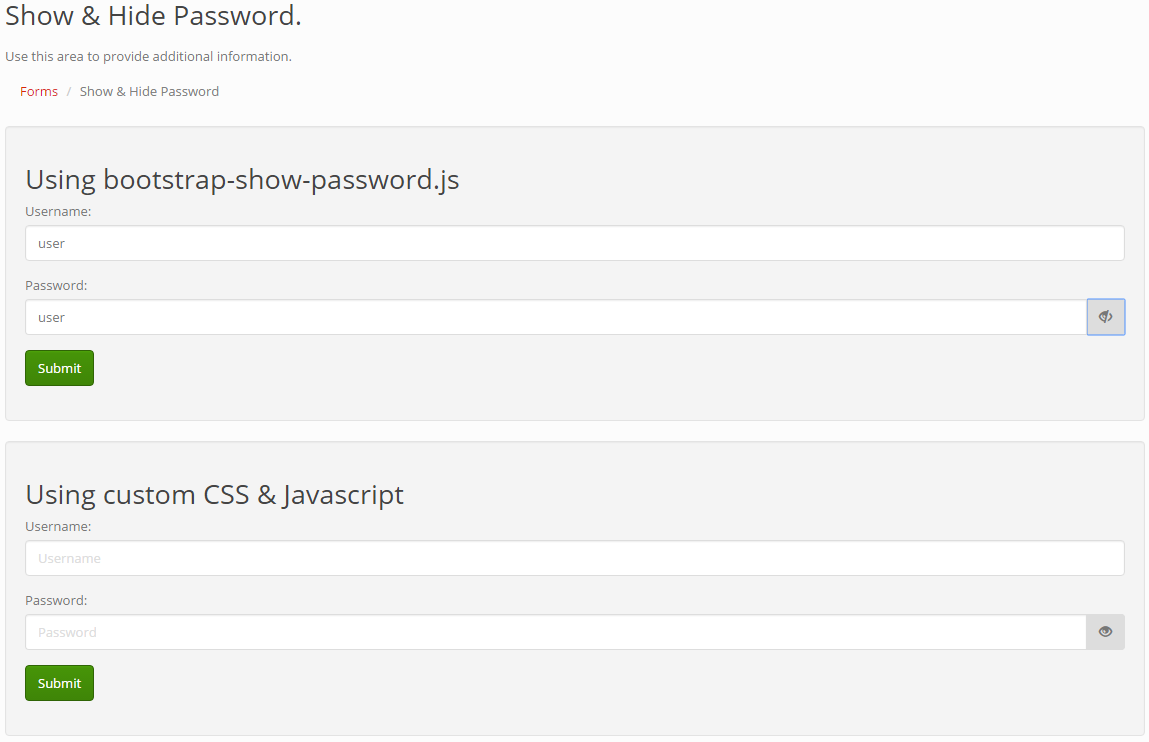 Show & Hide Password.
Use this area to provide additional information.
Forms / Show & Hide Password
Using bootstrap-show-password.js
Username:
user
Password:
user
Submit
Using custom CSS & Javascript
Username:
Username
Password:
Password
Submit